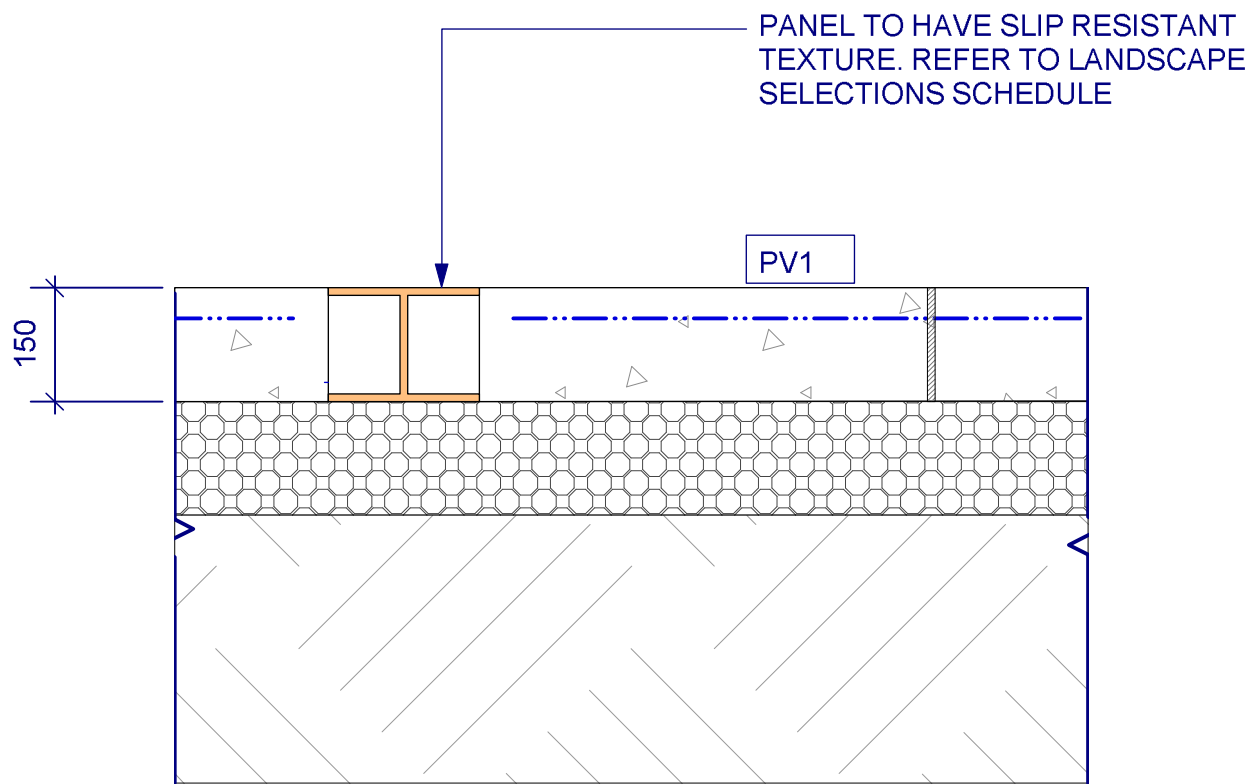 PANEL TO HAVE SLIP RESISTANT
TEXTURE. REFER TO LANDSCAPE
SELECTIONS SCHEDULE
PV1
150